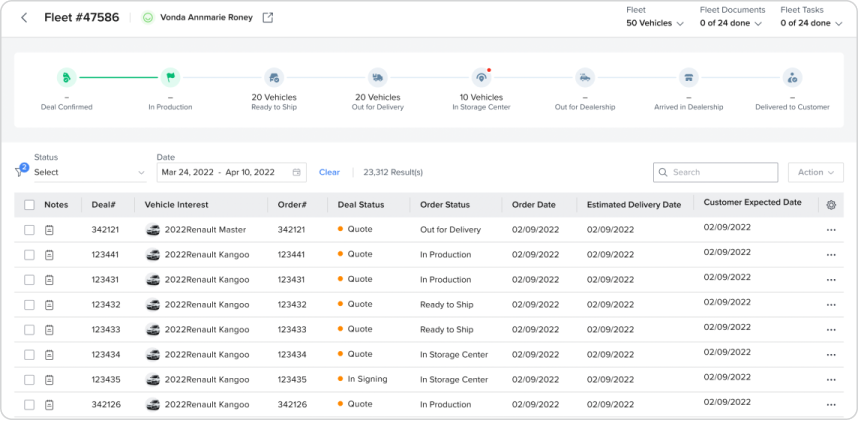 Fleet #47586 Vonda Annmarie Roney Fleet Fleet Documents Fleet Tasks
50 Vehicles 0 of 24 done 0 of 24 done
– – 20 Vehicles 20 Vehicles 10 Vehicles – – –
Deal Confirmed In Production Ready to Ship Out for Delivery In Storage Center Out for Dealership Arrived in Dealership Delivered to Customer
Status Date
2 Select Mar 24, 2022 - Apr 10, 2022 Clear 23,312 Result(s) Search Action
Notes Deal# Vehicle Interest Order# Deal Status Order Status Order Date Estimated Delivery Date Customer Expected Date
342121 2022Renault Master 342121 Quote Out for Delivery 02/09/2022 02/09/2022 02/09/2022
123441 2022Renault Kangoo 123441 Quote In Production 02/09/2022 02/09/2022 02/09/2022
123431 2022Renault Kangoo 123431 Quote In Production 02/09/2022 02/09/2022 02/09/2022
123432 2022Renault Kangoo 123432 Quote Ready to Ship 02/09/2022 02/09/2022 02/09/2022
123433 2022Renault Kangoo 123433 Quote Ready to Ship 02/09/2022 02/09/2022 02/09/2022
123434 2022Renault Kangoo 123434 Quote In Storage Center 02/09/2022 02/09/2022 02/09/2022
123435 2022Renault Kangoo 123435 In Signing In Storage Center 02/09/2022 02/09/2022 02/09/2022
342126 2022Renault Kangoo 342126 Quote In Production 02/09/2022 02/09/2022 02/09/2022